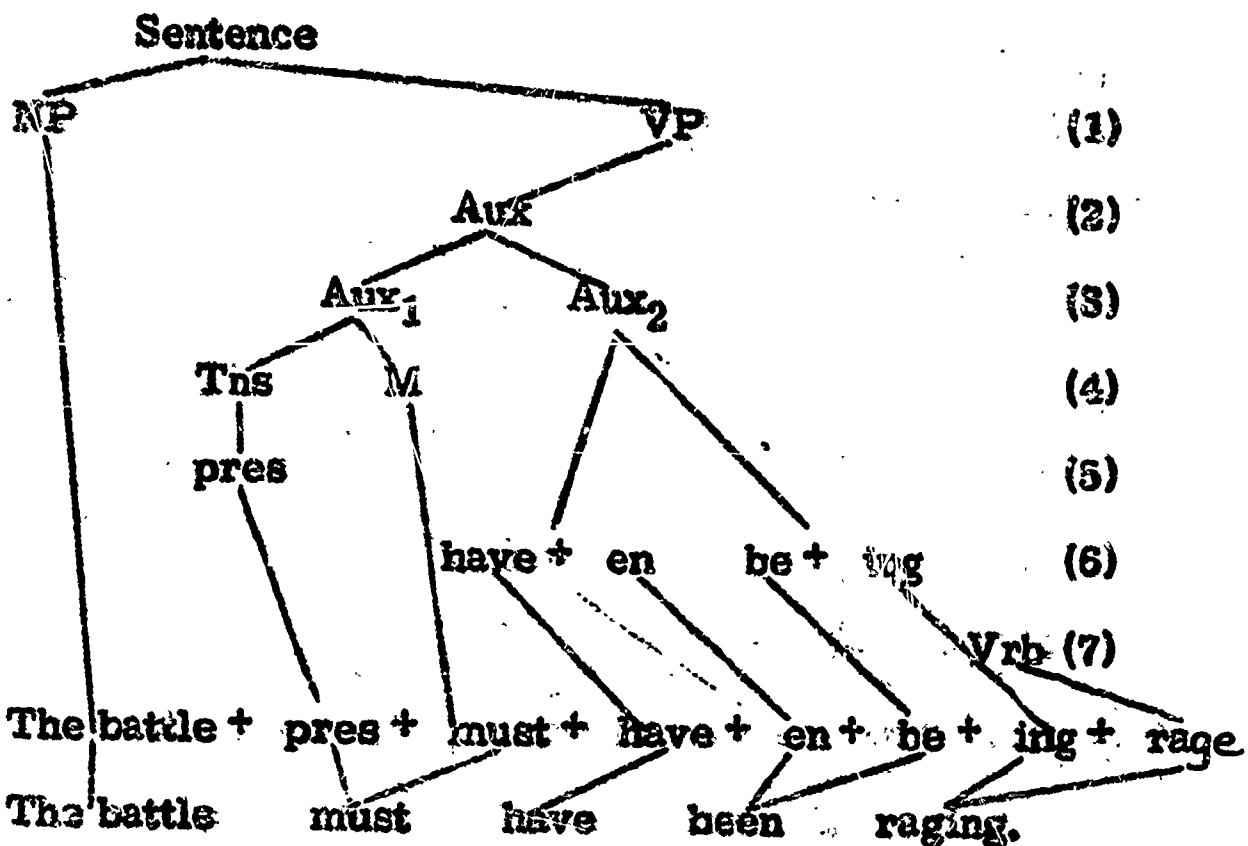 Sentence
NP VP (1)
Aux (2)
Aux1 Aux2 (3)
Tns M (4)
pres (5)
have + en be + ing (6)
Vrb (7)
The battle + pres + must + have + en + be + ing + rage
The battle must have been raging.